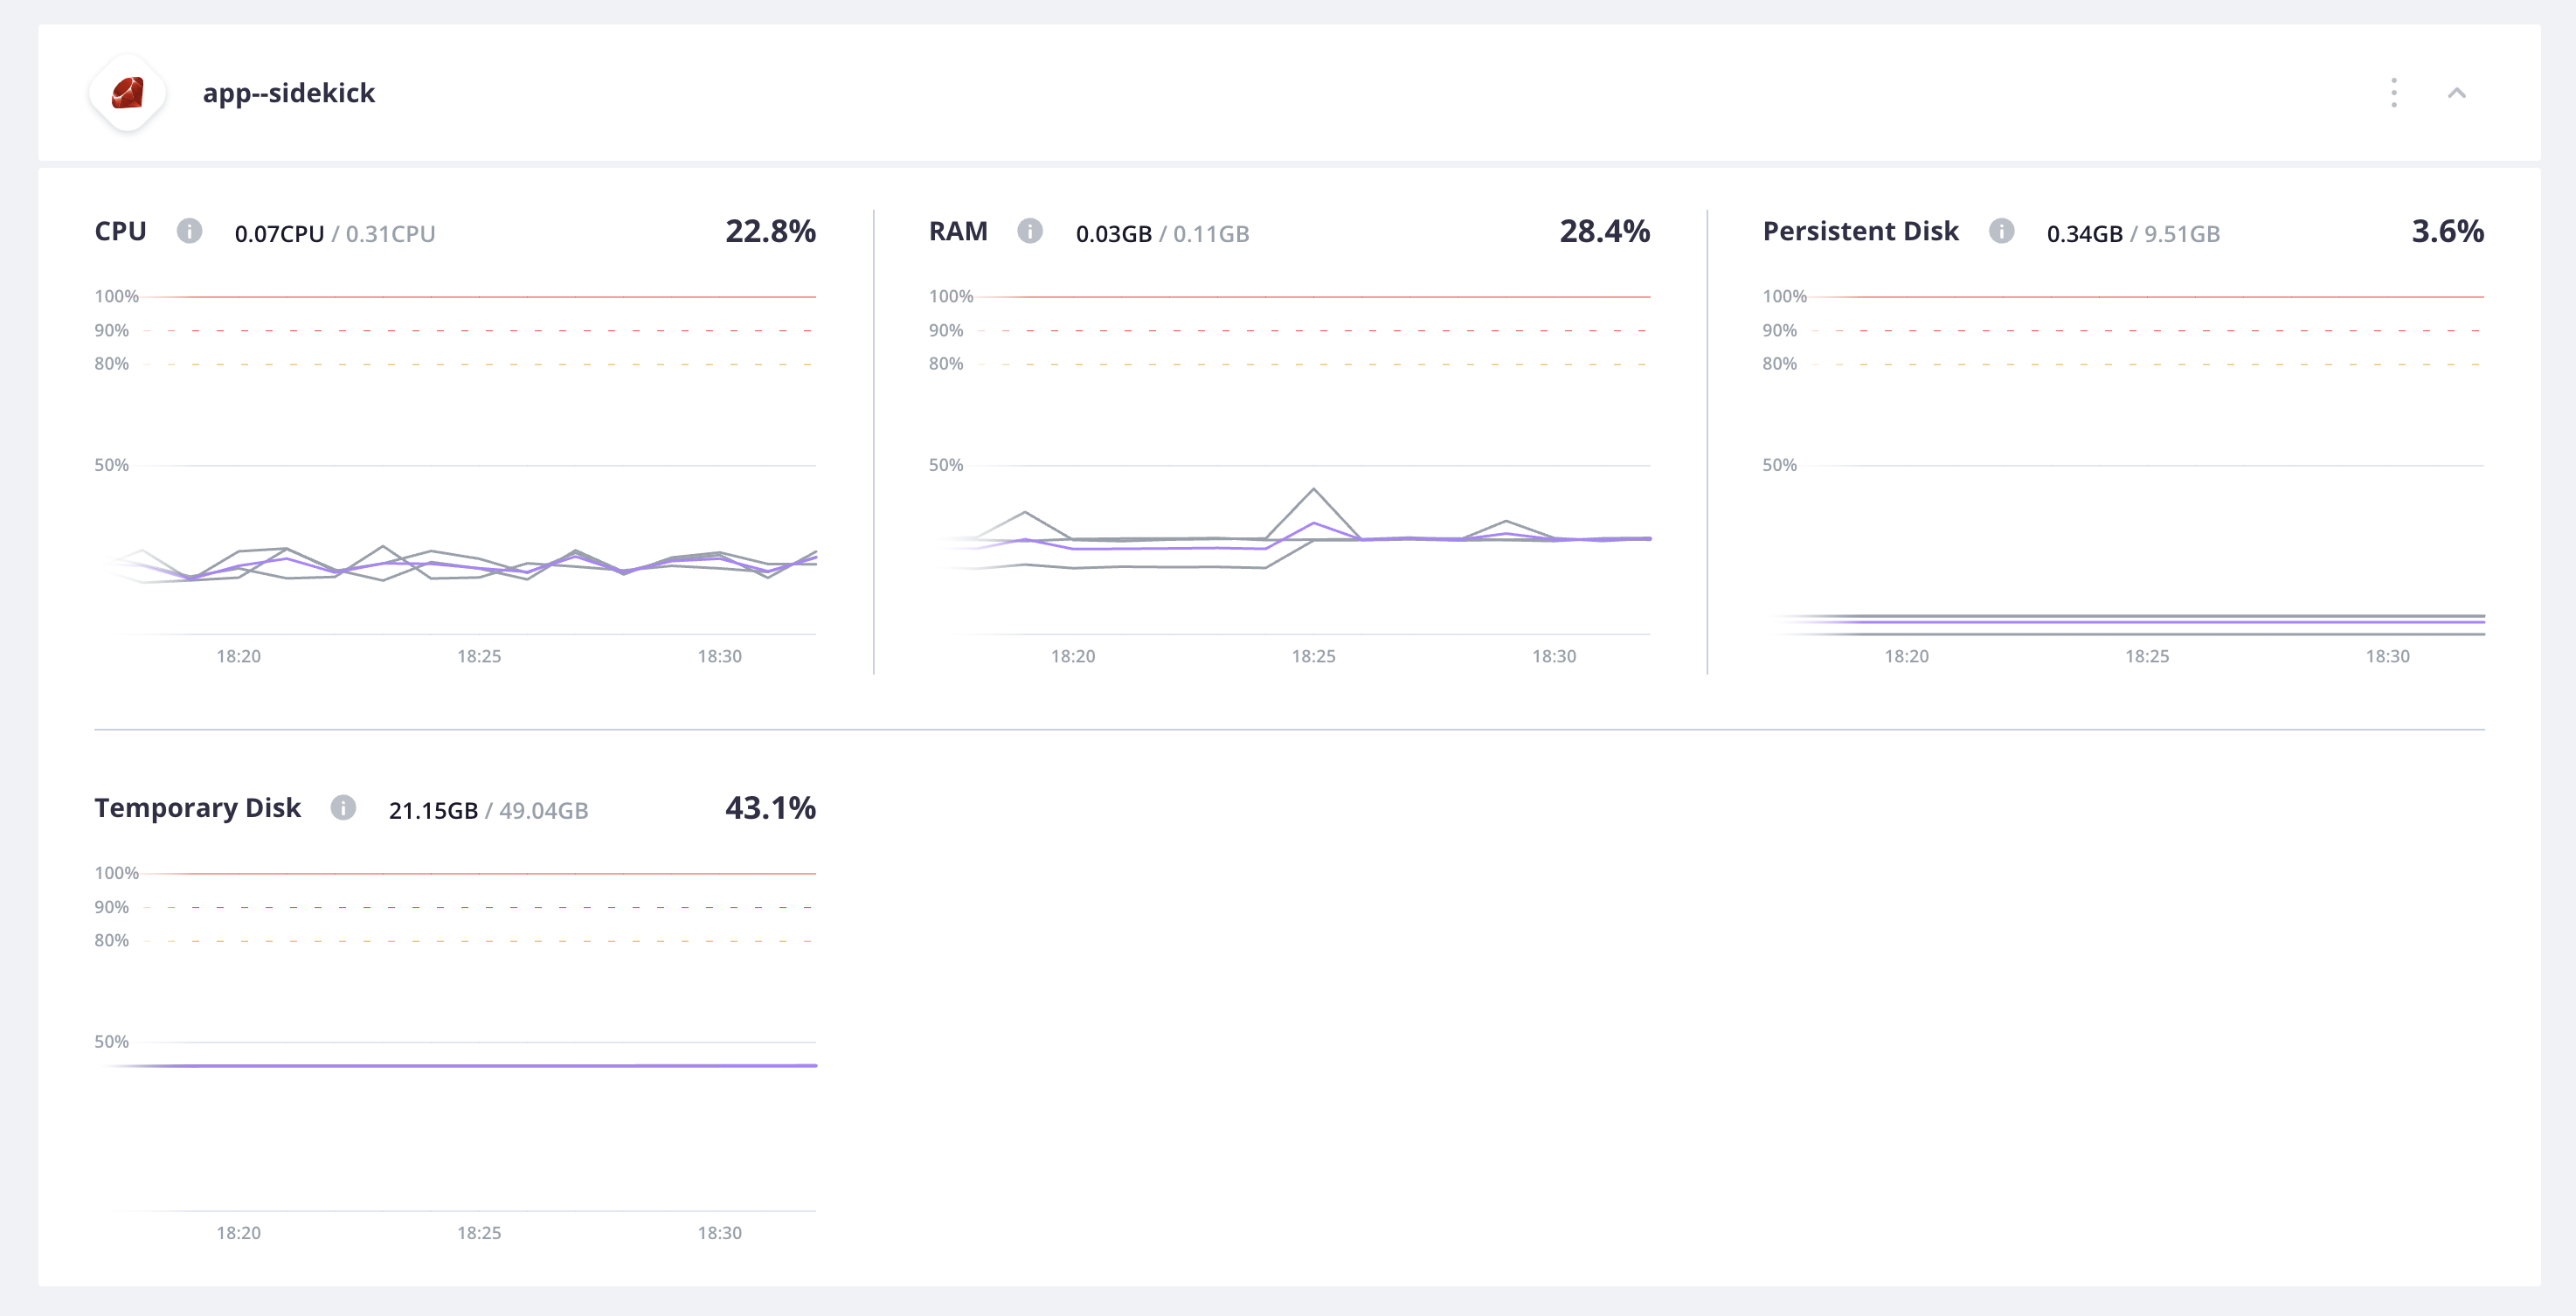 app--sidekick
CPU 0.07CPU / 0.31CPU 22.8%
100%
90%
80%
50%
18:20 18:25 18:30
RAM 0.03GB / 0.11GB 28.4%
100%
90%
80%
50%
18:20 18:25 18:30
Persistent Disk 0.34GB / 9.51GB 3.6%
100%
90%
80%
50%
18:20 18:25 18:30
Temporary Disk 21.15GB / 49.04GB 43.1%
100%
90%
80%
50%
18:20 18:25 18:30